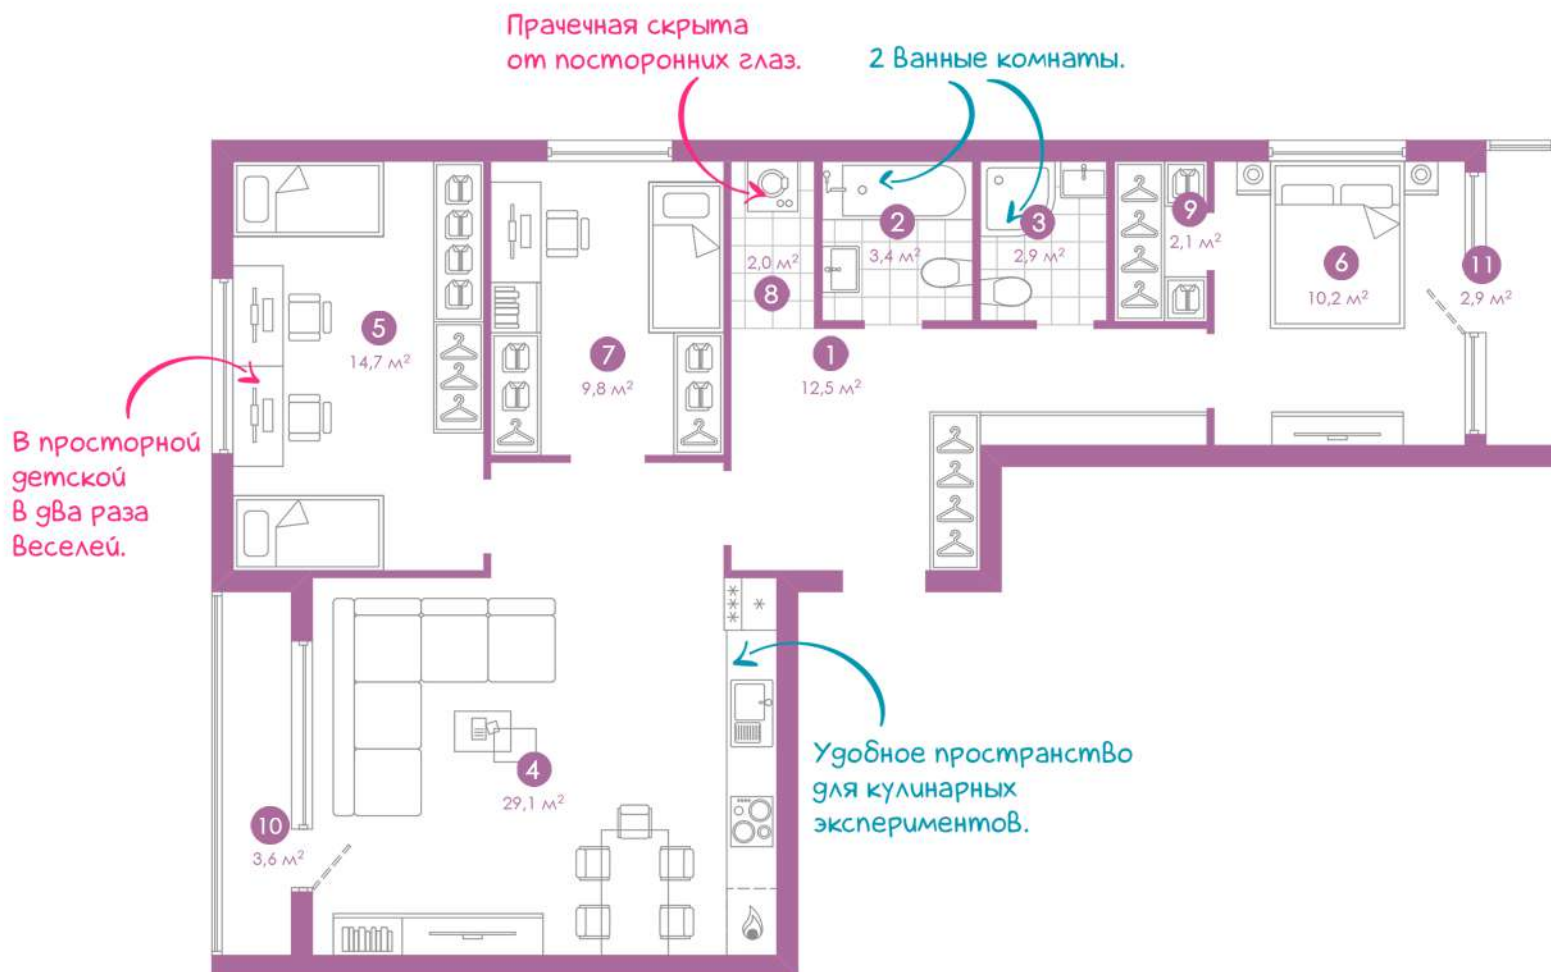 Прачечная скрыта
от посторонних глаз.
2 Ванные комнаты.
2
3,4 м²
3
2,9 м²
9
2,1 м²
2,0 м²
8
6
10,2 м²
11
2,9 м²
5
14,7 м²
7
9,8 м²
1
12,5 м²
В просторной
детской
в два раза
веселей.
4
29,1 м²
10
3,6 м²
Удобное пространство
для кулинарных
экспериментов.